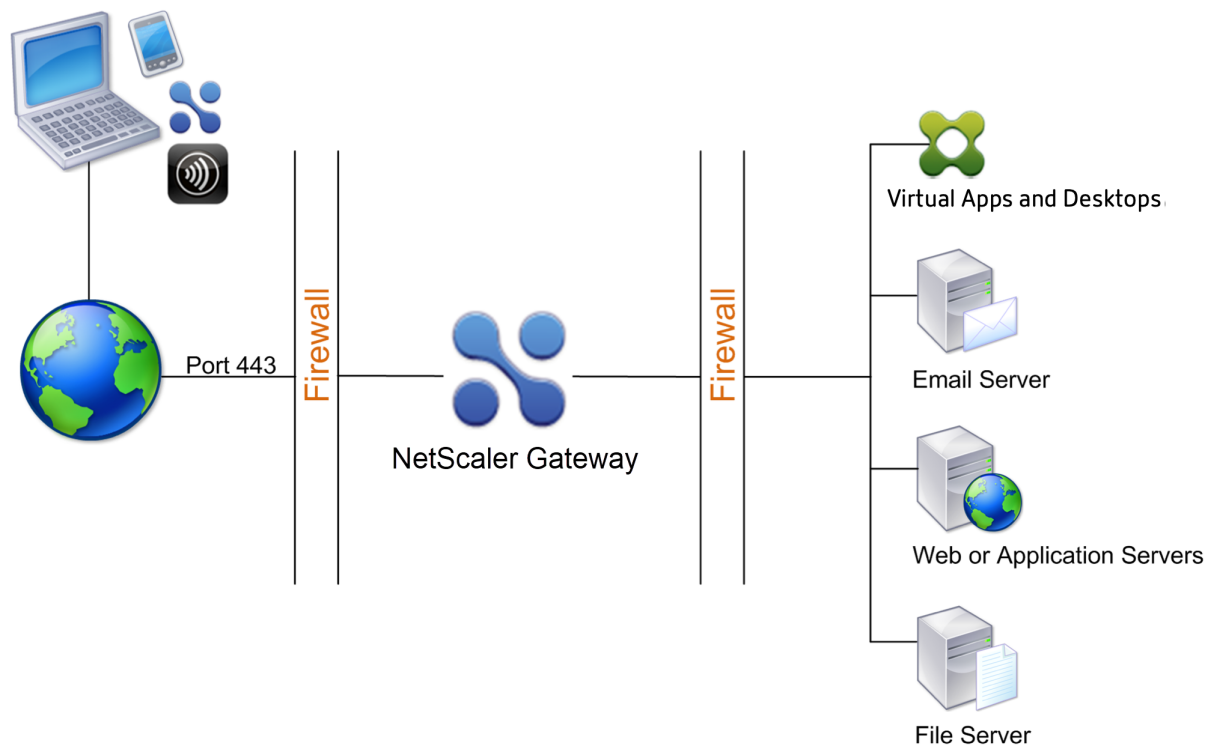 Port 443
Firewall
NetScaler Gateway
Firewall
Virtual Apps and Desktops
Email Server
Web or Application Servers
File Server